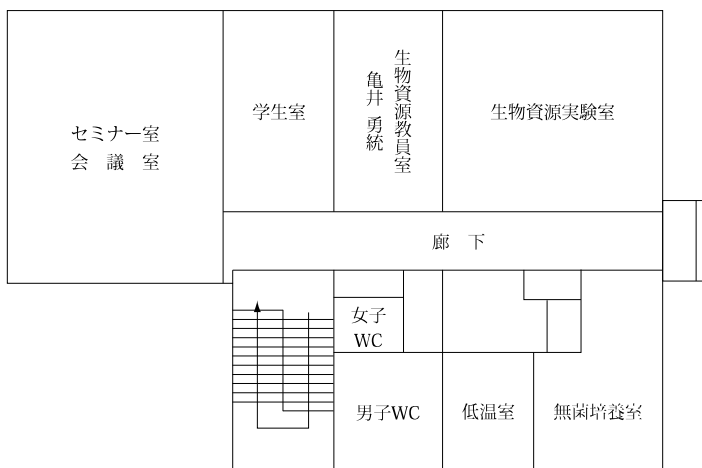 セミナー室
会　議　室
学生室
生物資源教員室
亀井 勇統
生物資源実験室
廊　下
女子
WC
男子WC
低温室
無菌培養室